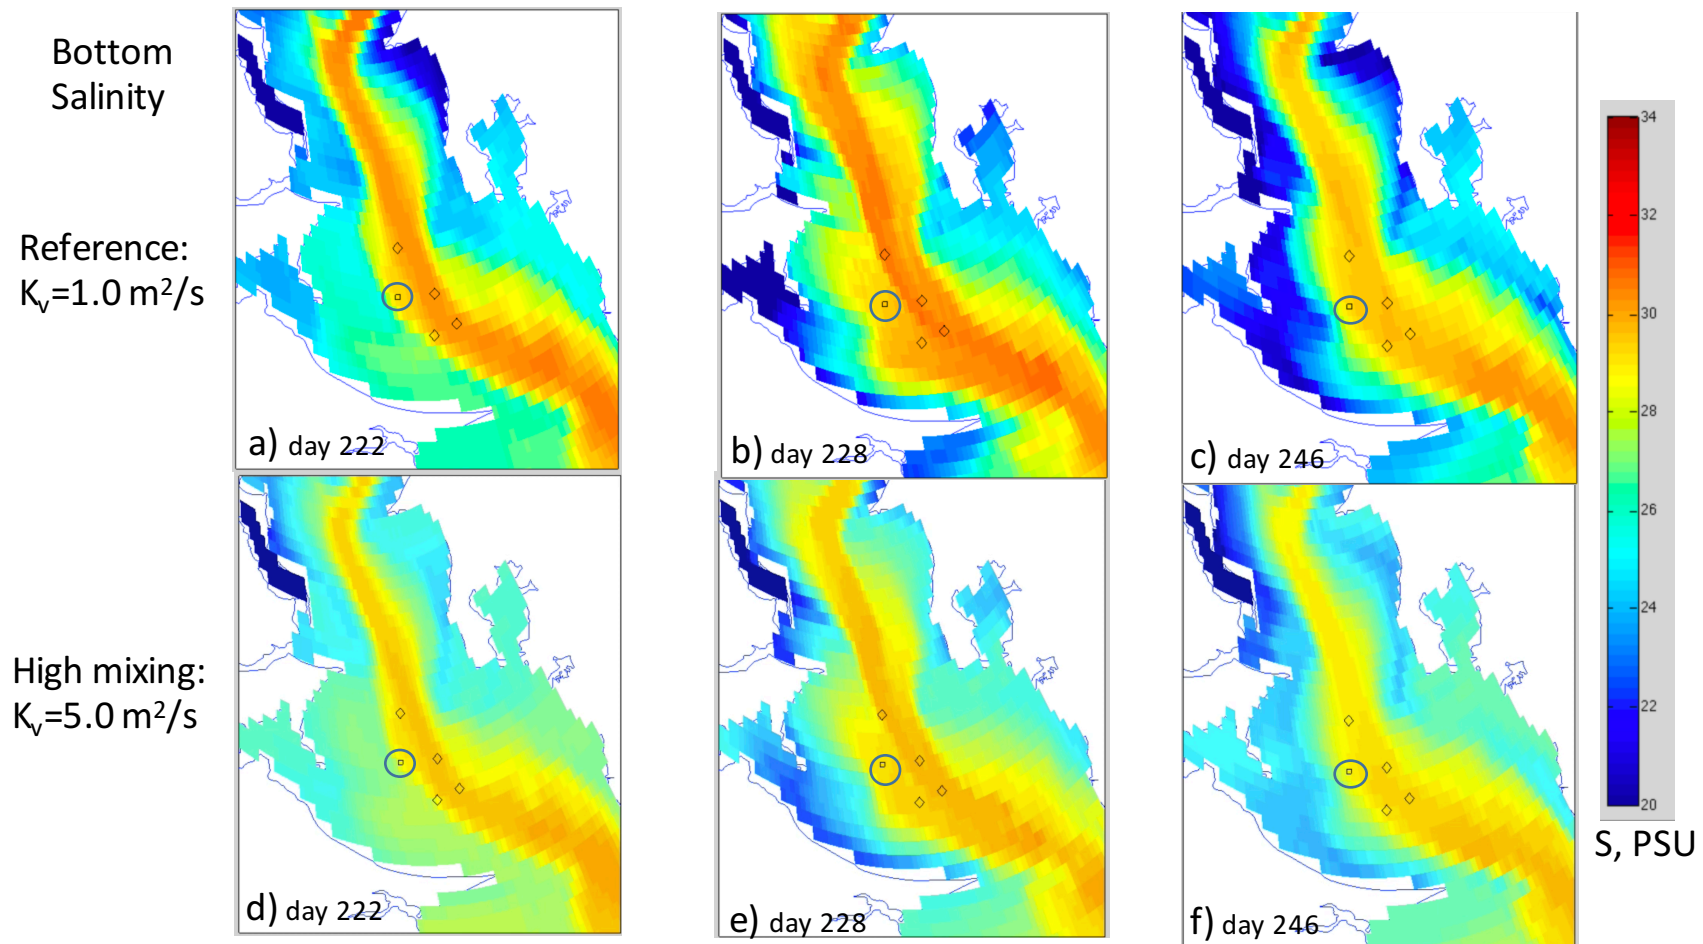 Bottom
Salinity
Reference:
Kᵥ=1.0 m²/s
a) day 222
b) day 228
c) day 246
High mixing:
Kᵥ=5.0 m²/s
d) day 222
e) day 228
f) day 246
34
32
30
28
26
24
22
20
S, PSU